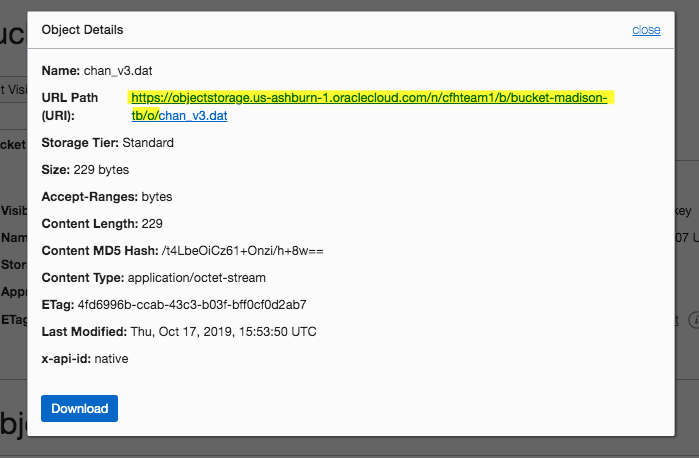 Object Details close
Name: chan_v3.dat
URL Path https://objectstorage.us-ashburn-1.oraclecloud.com/n/cfhteam1/b/bucket-madison-
(URI): tb/o/chan_v3.dat
Storage Tier: Standard
Size: 229 bytes
Accept-Ranges: bytes
Content Length: 229
Content MD5 Hash: /t4LbeOiCz61+Onzi/h+8w==
Content Type: application/octet-stream
ETag: 4fd6996b-ccab-43c3-b03f-bff0cf0d2ab7
Last Modified: Thu, Oct 17, 2019, 15:53:50 UTC
x-api-id: native
Download